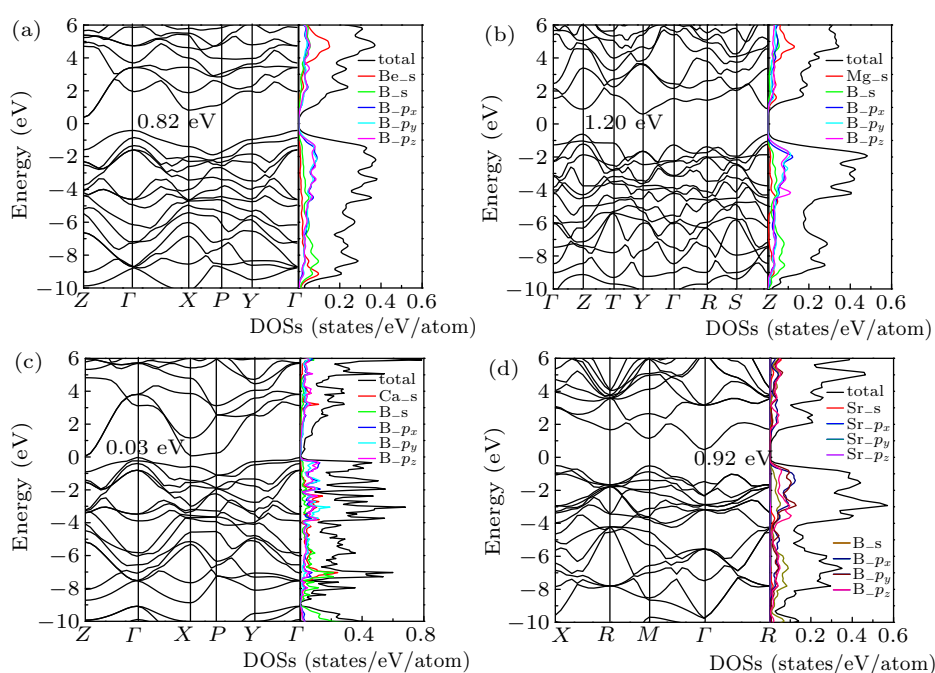 (a)
6
4
2
0
−2
−4
−6
−8
−10
Energy (eV)
0.82 eV
total
Be_s
B_s
B_px
B_py
B_pz
Z Γ X P Y Γ 0.2 0.4 0.6
DOSs (states/eV/atom)
(b)
6
4
2
0
−2
−4
−6
−8
−10
Energy (eV)
1.20 eV
total
Mg_s
B_s
B_px
B_py
B_pz
Γ Z T Y Γ R S Z 0.2 0.4 0.6
DOSs (states/eV/atom)
(c)
6
4
2
0
−2
−4
−6
−8
−10
Energy (eV)
0.03 eV
total
Ca_s
B_s
B_px
B_py
B_pz
Z Γ X P Y Γ 0.4 0.8
DOSs (states/eV/atom)
(d)
6
4
2
0
−2
−4
−6
−8
−10
Energy (eV)
0.92 eV
total
Sr_s
Sr_px
Sr_py
Sr_pz
B_s
B_px
B_py
B_pz
X R M Γ R 0.2 0.4 0.6
DOSs (states/eV/atom)